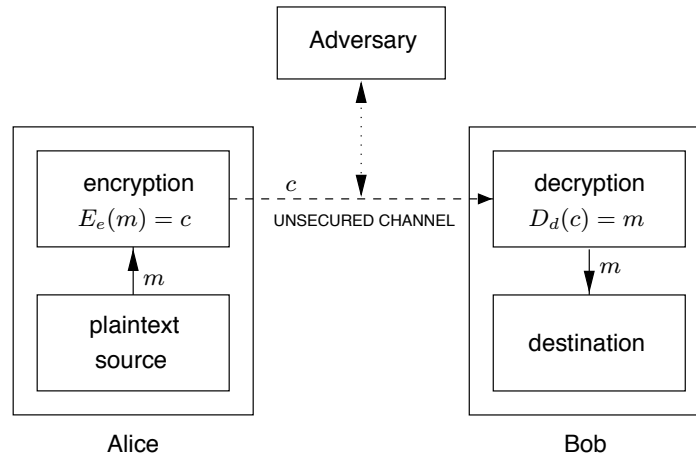 Adversary
encryption
E_e(m) = c
c
UNSECURED CHANNEL
decryption
D_d(c) = m
m
m
plaintext
source
destination
Alice
Bob